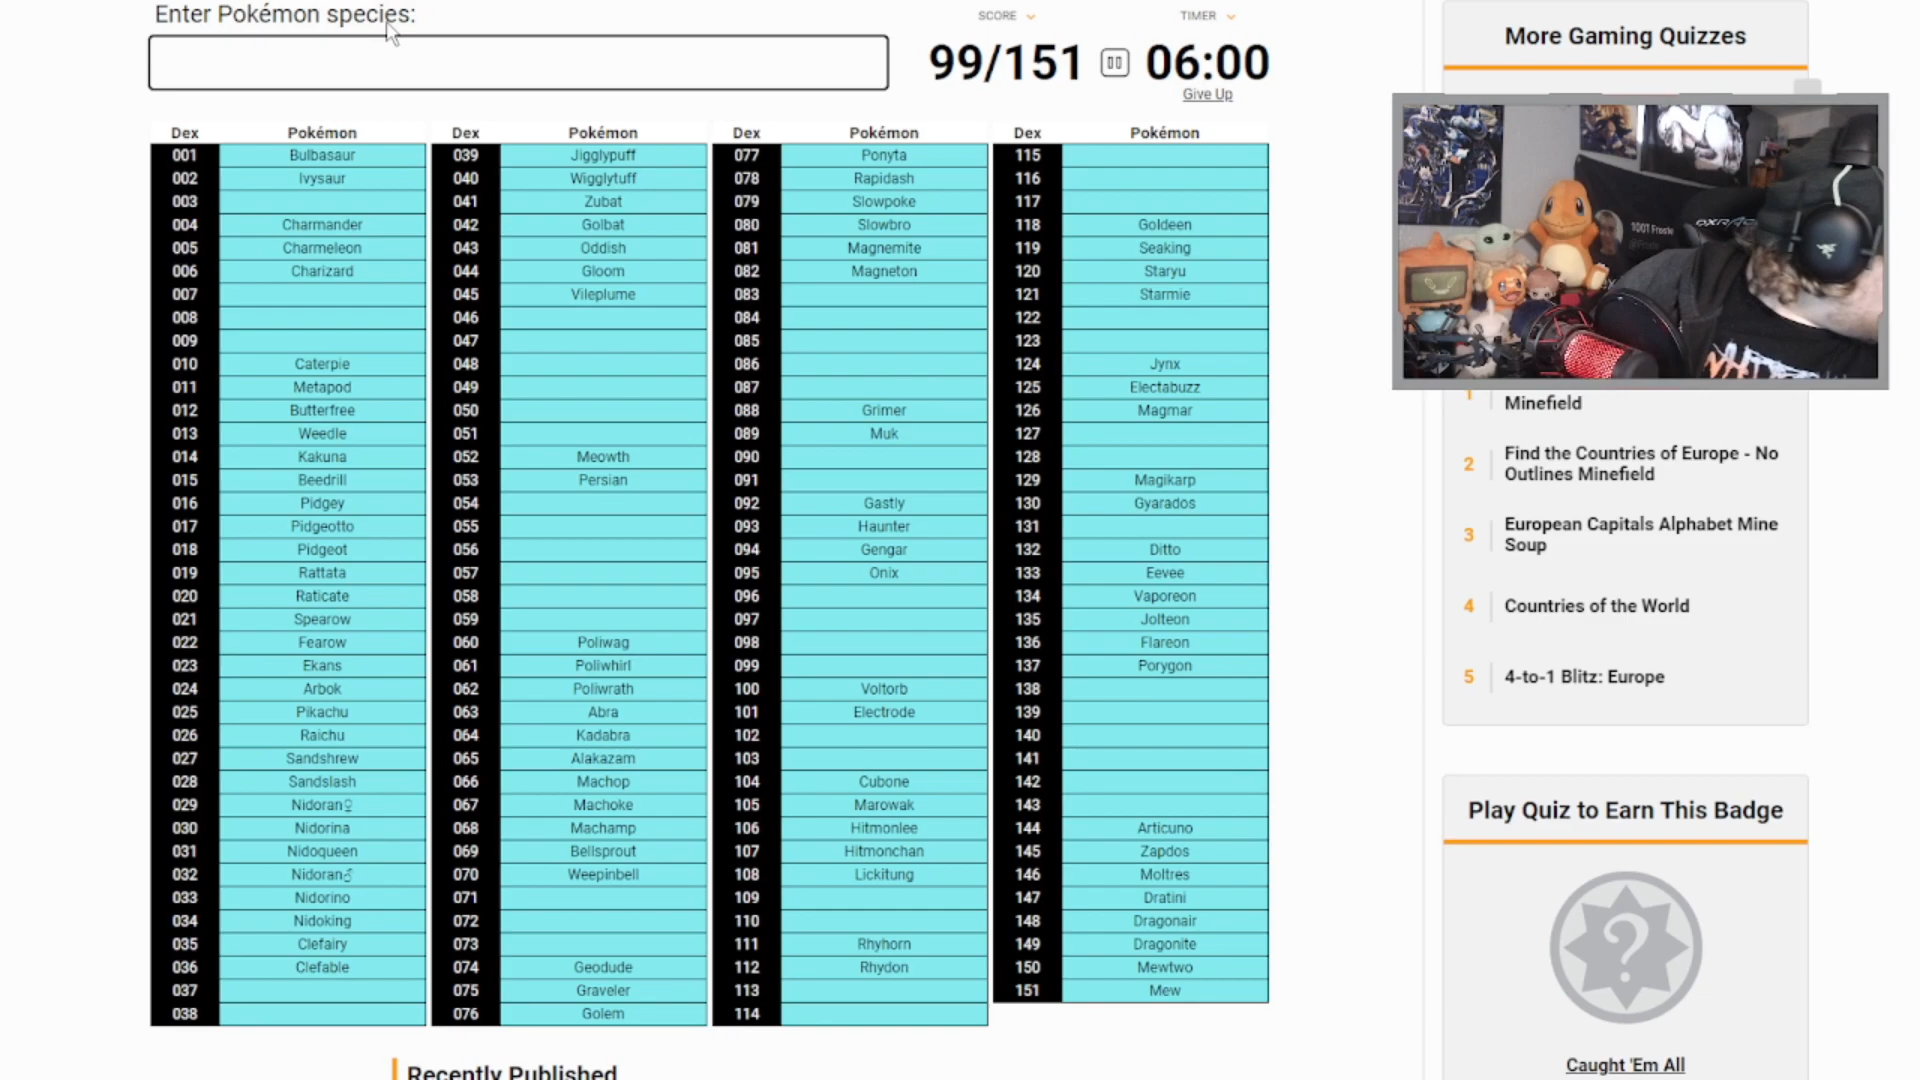 Enter Pokémon species:
SCORE
TIMER
99/151
06:00
Give Up
Dex Pokémon Dex Pokémon Dex Pokémon Dex Pokémon
001 Bulbasaur 039 Jigglypuff 077 Ponyta 115
002 Ivysaur 040 Wigglytuff 078 Rapidash 116
003 041 Zubat 079 Slowpoke 117
004 Charmander 042 Golbat 080 Slowbro 118 Goldeen
005 Charmeleon 043 Oddish 081 Magnemite 119 Seaking
006 Charizard 044 Gloom 082 Magneton 120 Staryu
007 045 Vileplume 083 121 Starmie
008 046 084 122
009 047 085 123
010 Caterpie 048 086 124 Jynx
011 Metapod 049 087 125 Electabuzz
012 Butterfree 050 088 Grimer 126 Magmar
013 Weedle 051 089 Muk 127
014 Kakuna 052 Meowth 090 128
015 Beedrill 053 Persian 091 129 Magikarp
016 Pidgey 054 092 Gastly 130 Gyarados
017 Pidgeotto 055 093 Haunter 131
018 Pidgeot 056 094 Gengar 132 Ditto
019 Rattata 057 095 Onix 133 Eevee
020 Raticate 058 096 134 Vaporeon
021 Spearow 059 097 135 Jolteon
022 Fearow 060 Poliwag 098 136 Flareon
023 Ekans 061 Poliwhirl 099 137 Porygon
024 Arbok 062 Poliwrath 100 Voltorb 138
025 Pikachu 063 Abra 101 Electrode 139
026 Raichu 064 Kadabra 102 140
027 Sandshrew 065 Alakazam 103 141
028 Sandslash 066 Machop 104 Cubone 142
029 Nidoran♀ 067 Machoke 105 Marowak 143
030 Nidorina 068 Machamp 106 Hitmonlee 144 Articuno
031 Nidoqueen 069 Bellsprout 107 Hitmonchan 145 Zapdos
032 Nidoran♂ 070 Weepinbell 108 Lickitung 146 Moltres
033 Nidorino 071 109 147 Dratini
034 Nidoking 072 110 148 Dragonair
035 Clefairy 073 111 Rhyhorn 149 Dragonite
036 Clefable 074 Geodude 112 Rhydon 150 Mewtwo
037 075 Graveler 113 151 Mew
038 076 Golem 114
Recently Published
More Gaming Quizzes
1001 Froste
1
Minefield
2 Find the Countries of Europe - No
Outlines Minefield
3 European Capitals Alphabet Mine
Soup
4 Countries of the World
5 4-to-1 Blitz: Europe
Play Quiz to Earn This Badge
?
Caught 'Em All